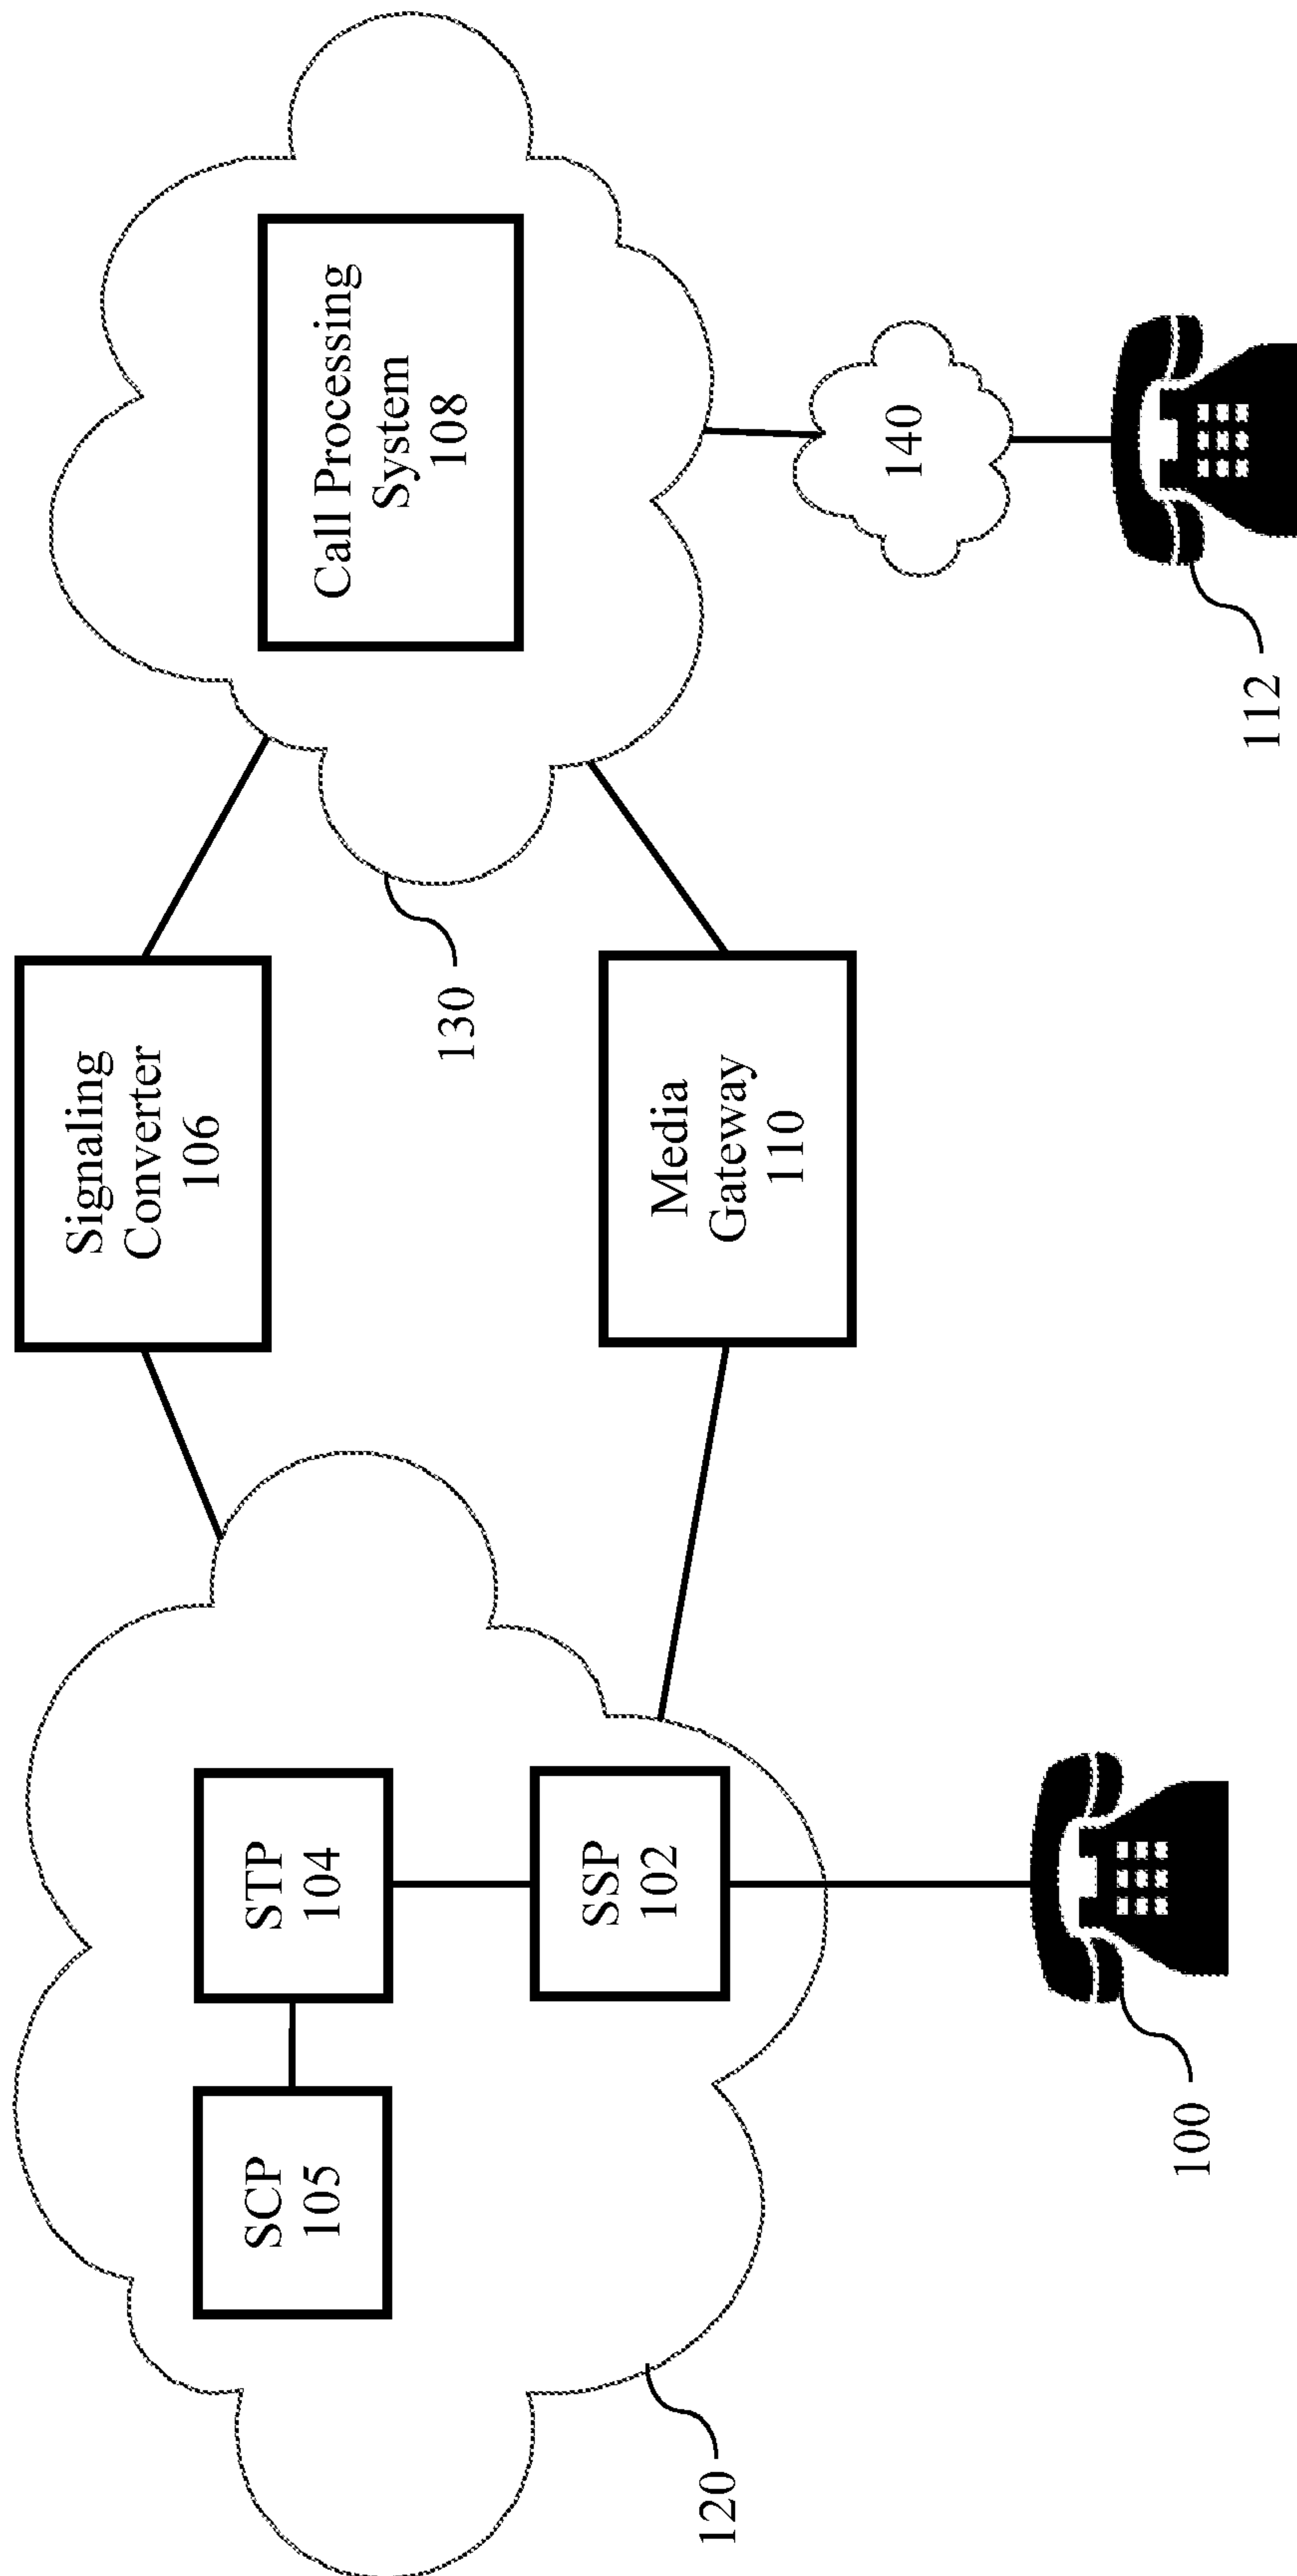 SCP
105
STP
104
SSP
102
120
100
Signaling
Converter
106
Media
Gateway
110
130
Call Processing
System
108
140
112